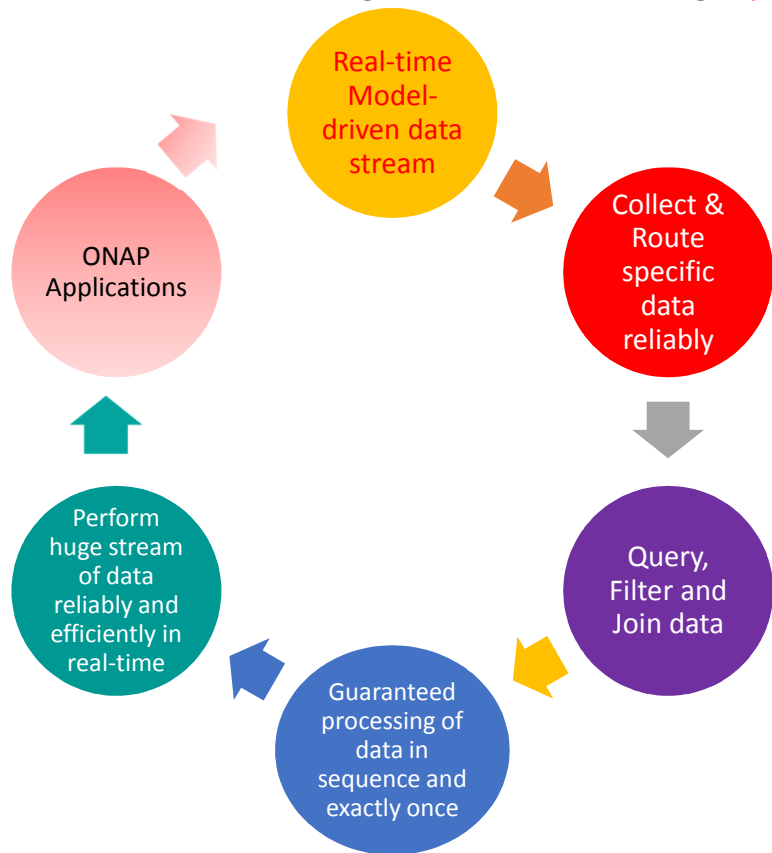 Real-time
Model-
driven data
stream
Collect &
Route
specific
data
reliably
Query,
Filter and
Join data
Guaranteed
processing of
data in
sequence and
exactly once
Perform
huge stream
of data
reliably and
efficiently in
real-time
ONAP
Applications